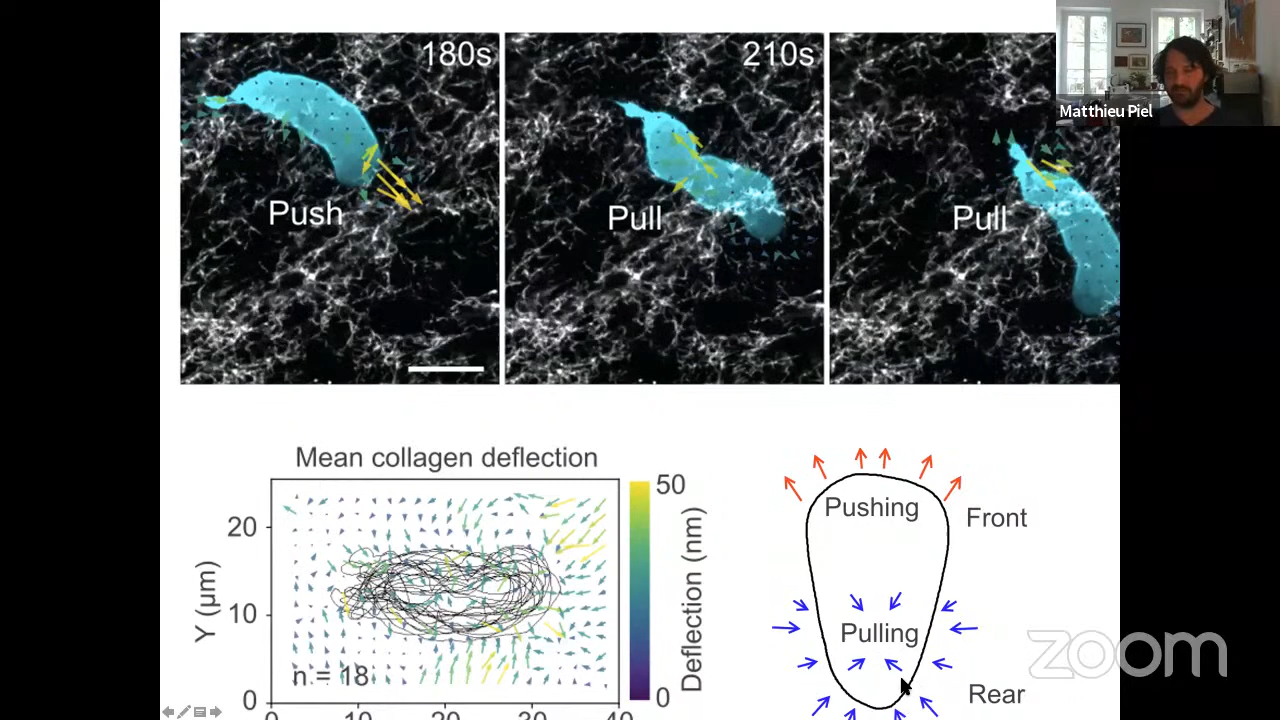 180s
210s
Matthieu Piel
Push
Pull
Pull
Mean collagen deflection
50
Deflection (nm)
0
Y (μm)
20
10
0
n = 18
0
10
20
30
40
Pushing
Front
Pulling
Rear
zoom